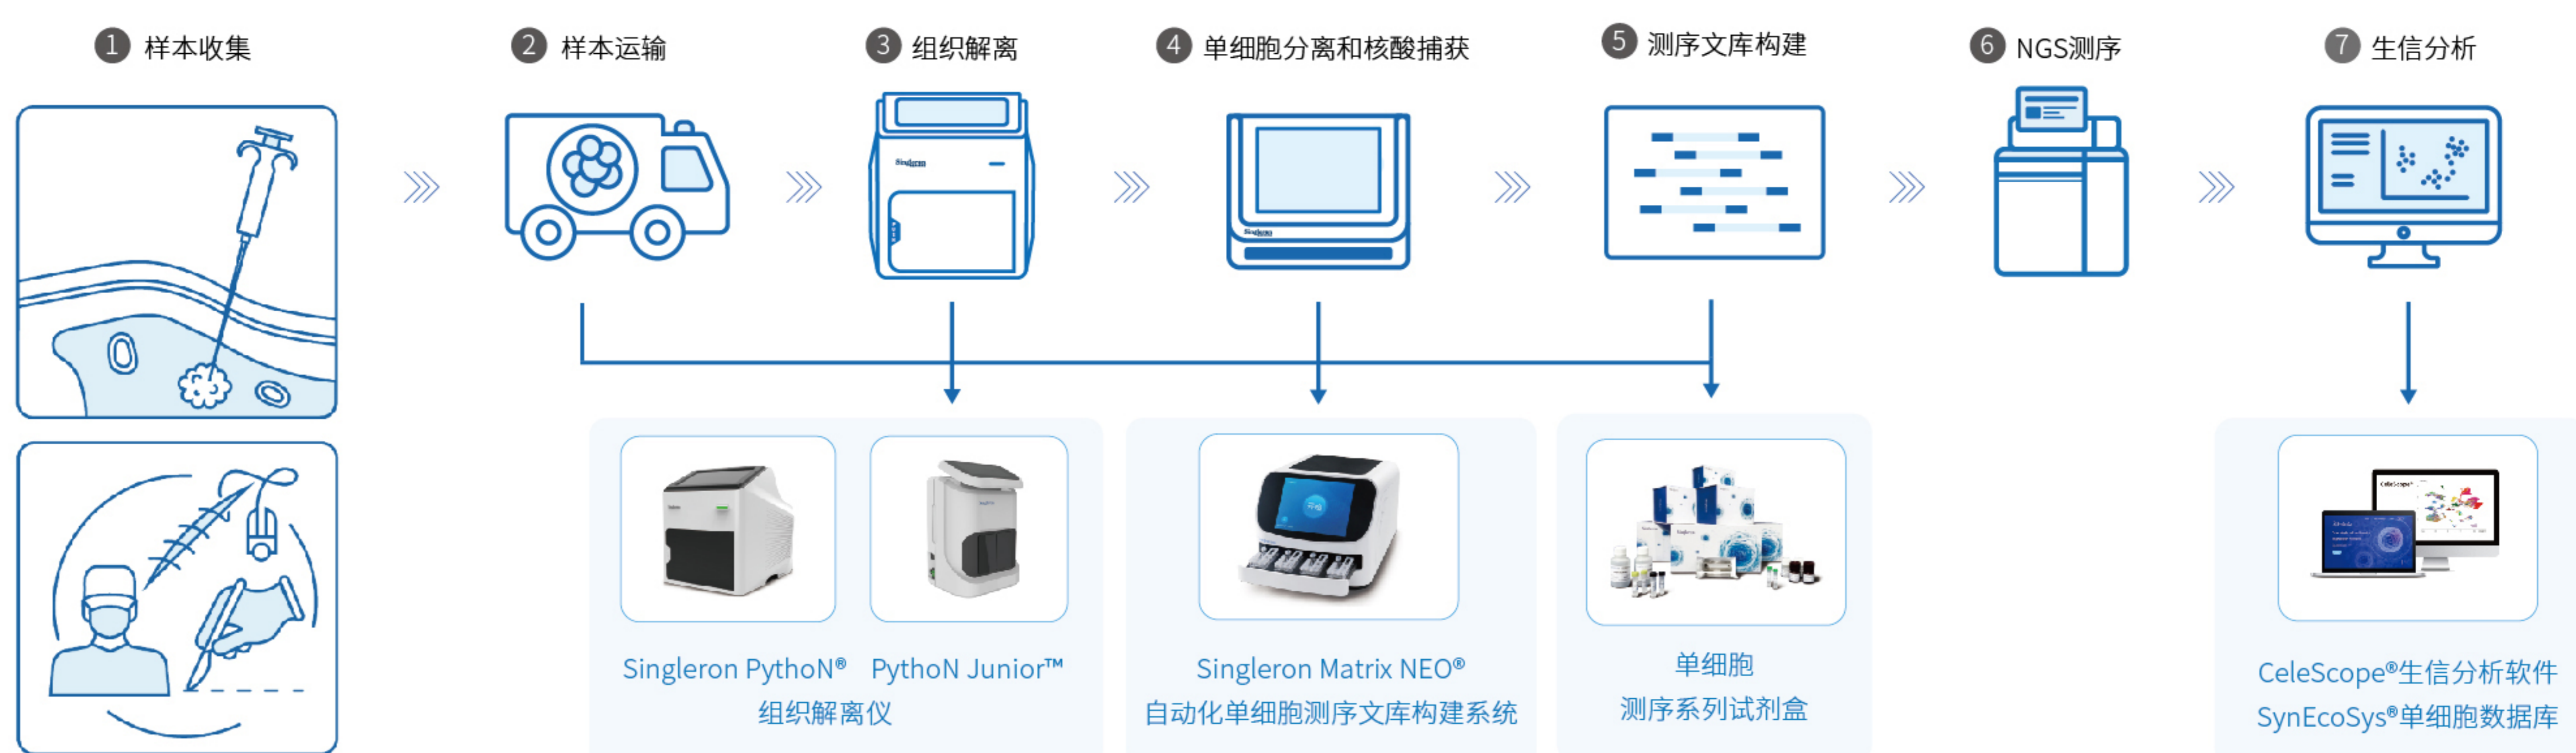 1 样本收集
2 样本运输
3 组织解离
4 单细胞分离和核酸捕获
5 测序文库构建
6 NGS测序
7 生信分析
Singleron
Singleron
CeleScope®
Singleron PythoN® PythoN Junior™
组织解离仪
Singleron Matrix NEO®
自动化单细胞测序文库构建系统
单细胞
测序系列试剂盒
CeleScope®生信分析软件
SynEcoSys®单细胞数据库